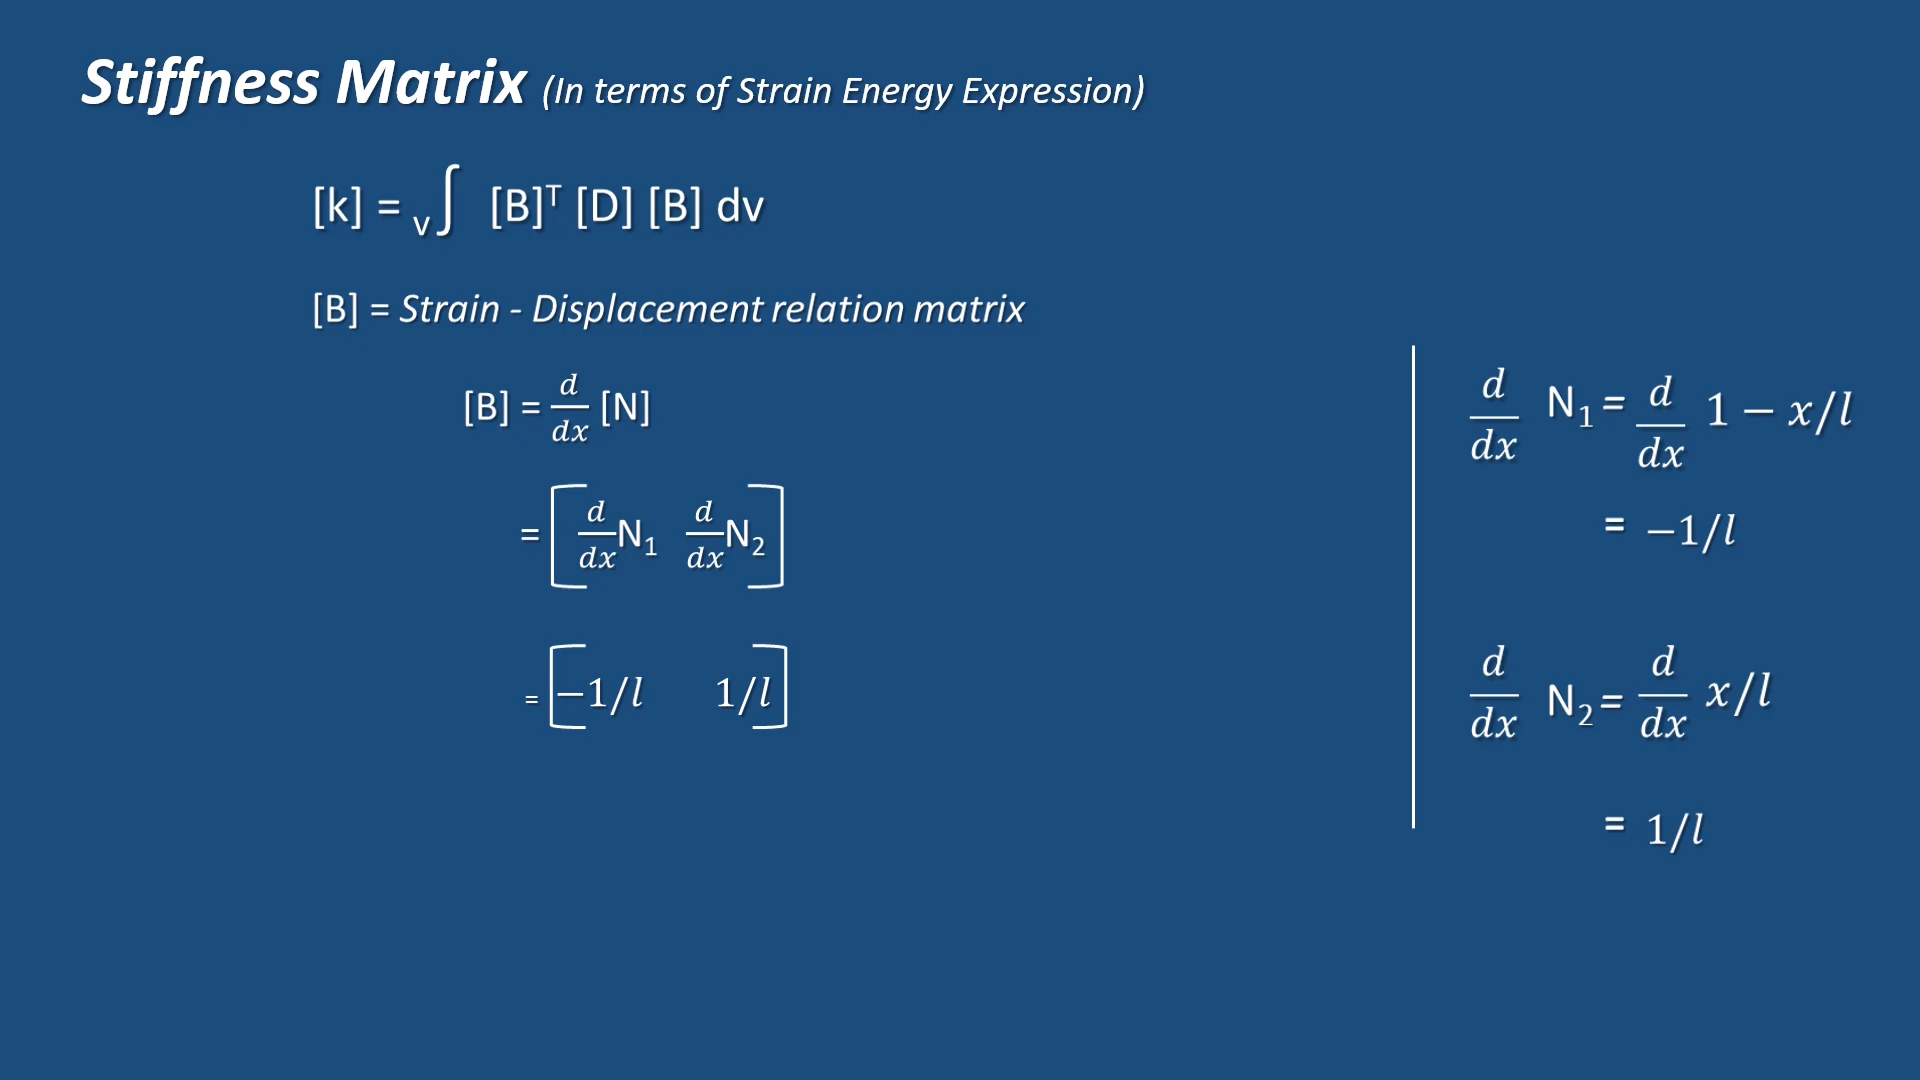 Stiffness Matrix (In terms of Strain Energy Expression)
[k] = v∫ [B]ᵀ [D] [B] dv
[B] = Strain - Displacement relation matrix
[B] = d/dx [N]
= [ d/dx N₁ d/dx N₂ ]
= [ −1/l 1/l ]
d/dx N₁ = d/dx 1 − x/l
= −1/l
d/dx N₂ = d/dx x/l
= 1/l